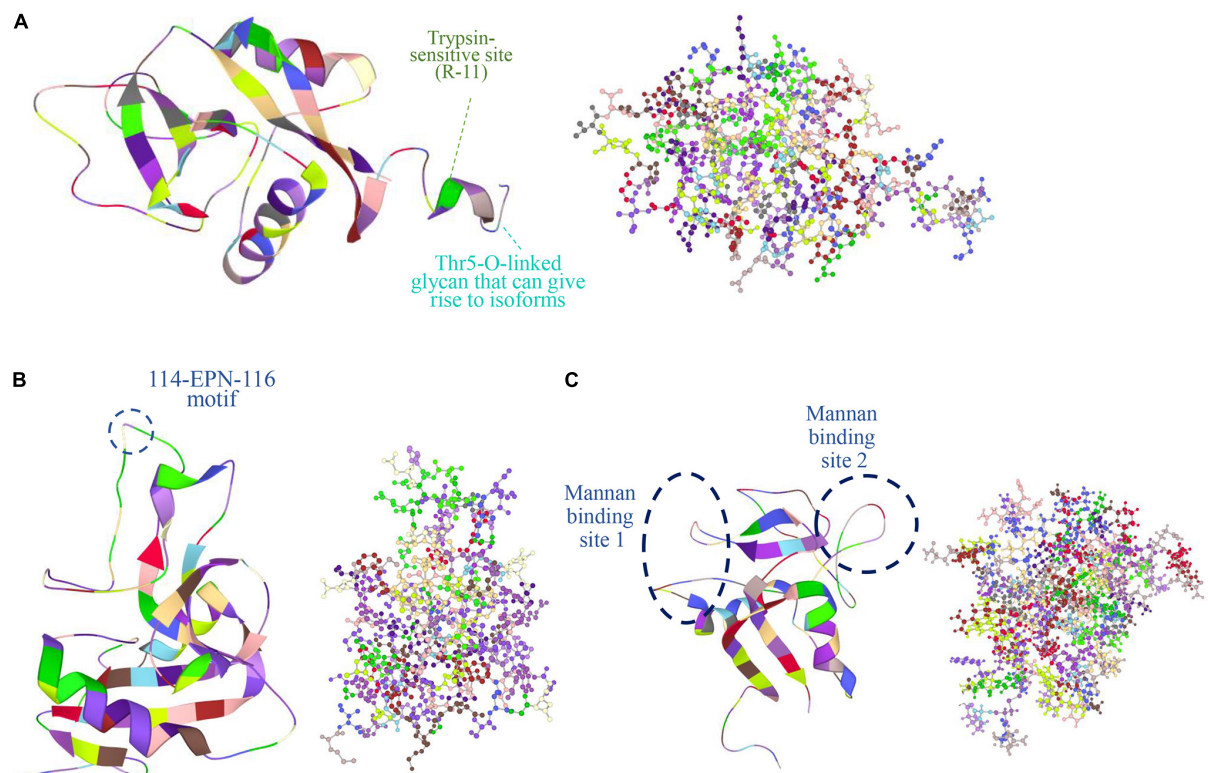 A
Trypsin-
sensitive site
(R-11)
Thr5-O-linked
glycan that can give
rise to isoforms
B
114-EPN-116
motif
C
Mannan
binding
site 1
Mannan
binding
site 2